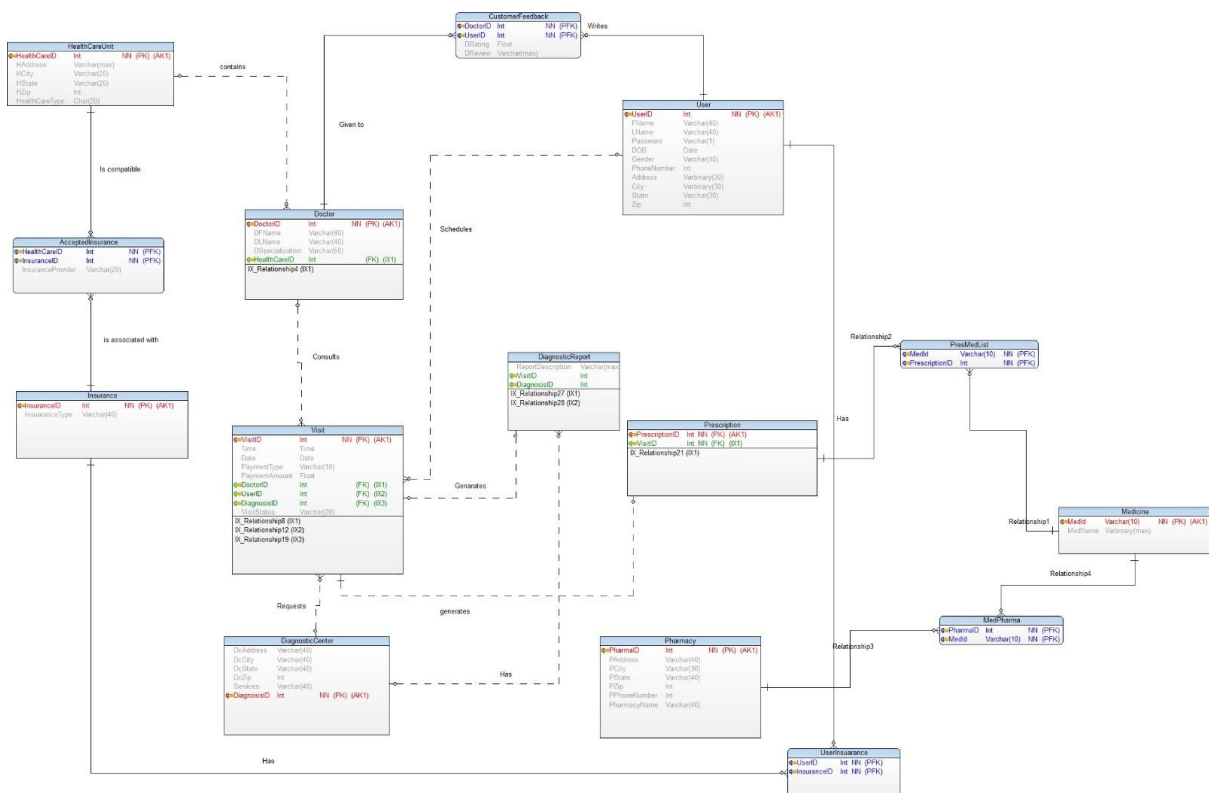 CustomerFeedback
DoctorID Int NN (PFK)
UserID Int NN (PFK)
DRating Float
DReview Varchar(max)
Writes
HealthCareUnit
HealthCareID Int NN (PK) (AK1)
HAddress Varchar(max)
HCity Varchar(20)
HState Varchar(20)
HZip Int
HealthCareType Char(20)
contains
Given to
User
UserID Int NN (PK) (AK1)
FName Varchar(40)
LName Varchar(40)
Password Varchar(1)
DOB Date
Gender Varchar(10)
PhoneNumber Int
Address Varbinary(30)
City Varbinary(30)
State Varchar(30)
Zip Int
Is compatible
Doctor
DoctorID Int NN (PK) (AK1)
DFName Varchar(40)
DLName Varchar(40)
DSpecialization Varchar(50)
HealthCareID Int (FK) (IX1)
IX_Relationship4 (IX1)
Schedules
AcceptedInsurance
HealthCareID Int NN (PFK)
InsuranceID Int NN (PFK)
InsuranceProvider Varchar(20)
is associated with
Consults
Relationship2
PresMedList
MedId Varchar(10) NN (PFK)
PrescriptionID Int NN (PFK)
DiagnosticReport
ReportDescription Varchar(max
VisitID Int
DiagnosisID Int
IX_Relationship27 (IX1)
IX_Relationship28 (IX2)
Insurance
InsuranceID Int NN (PK) (AK1)
InsuaranceType Varchar(40)
Has
Visit
VisitID Int NN (PK) (AK1)
Time Time
Date Date
PaymentType Varchar(10)
PaymentAmount Float
DoctorID Int (FK) (IX1)
UserID Int (FK) (IX2)
DiagnosisID Int (FK) (IX3)
VisitStatus Varchar(20)
IX_Relationship8 (IX1)
IX_Relationship12 (IX2)
IX_Relationship19 (IX3)
Genarates
Prescription
PrescriptionID Int NN (PK) (AK1)
VisitID Int NN (FK) (IX1)
IX_Relationship21 (IX1)
Relationship1
Medicine
MedId Varchar(10) NN (PK) (AK1)
MedName Varbinary(max)
Relationship4
Requests
generates
MedPharma
PharmaID Int NN (PFK)
MedId Varchar(10) NN (PFK)
Relationship3
DiagnosticCenter
DcAddress Varchar(40)
DcCity Varchar(40)
DcState Varchar(40)
DcZip Int
Services Varchar(40)
DiagnosisID Int NN (PK) (AK1)
Has
Pharmacy
PharmaID Int NN (PK) (AK1)
PAddress Varchar(40)
PCity Varchar(30)
PState Varchar(40)
PZip Int
PPhoneNumber Int
PharmacyName Varchar(40)
Has
UserInsuarance
UserID Int NN (PFK)
InsuranceID Int NN (PFK)